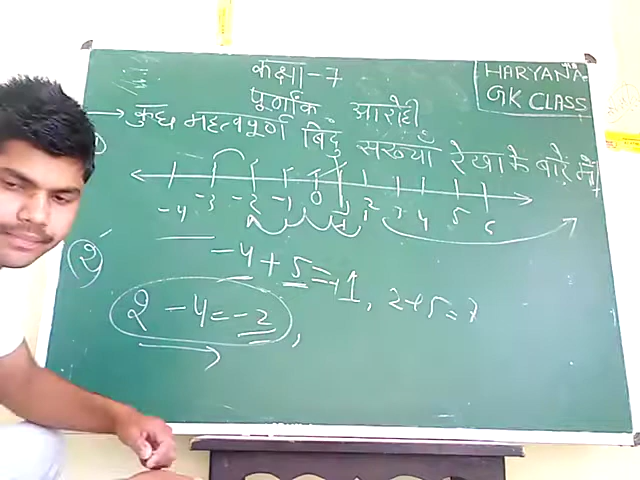 कक्षा - 7
HARYANA
GK CLASS
पूर्णांक आरोही
→ कुछ महत्वपूर्ण बिंदु संख्या रेखा के बारे में
-4 -3 -2 -1 0 1 2 3 4 5 6
(2) -4 + 5 = +1, 2+5=7
2 - 4 = -2,